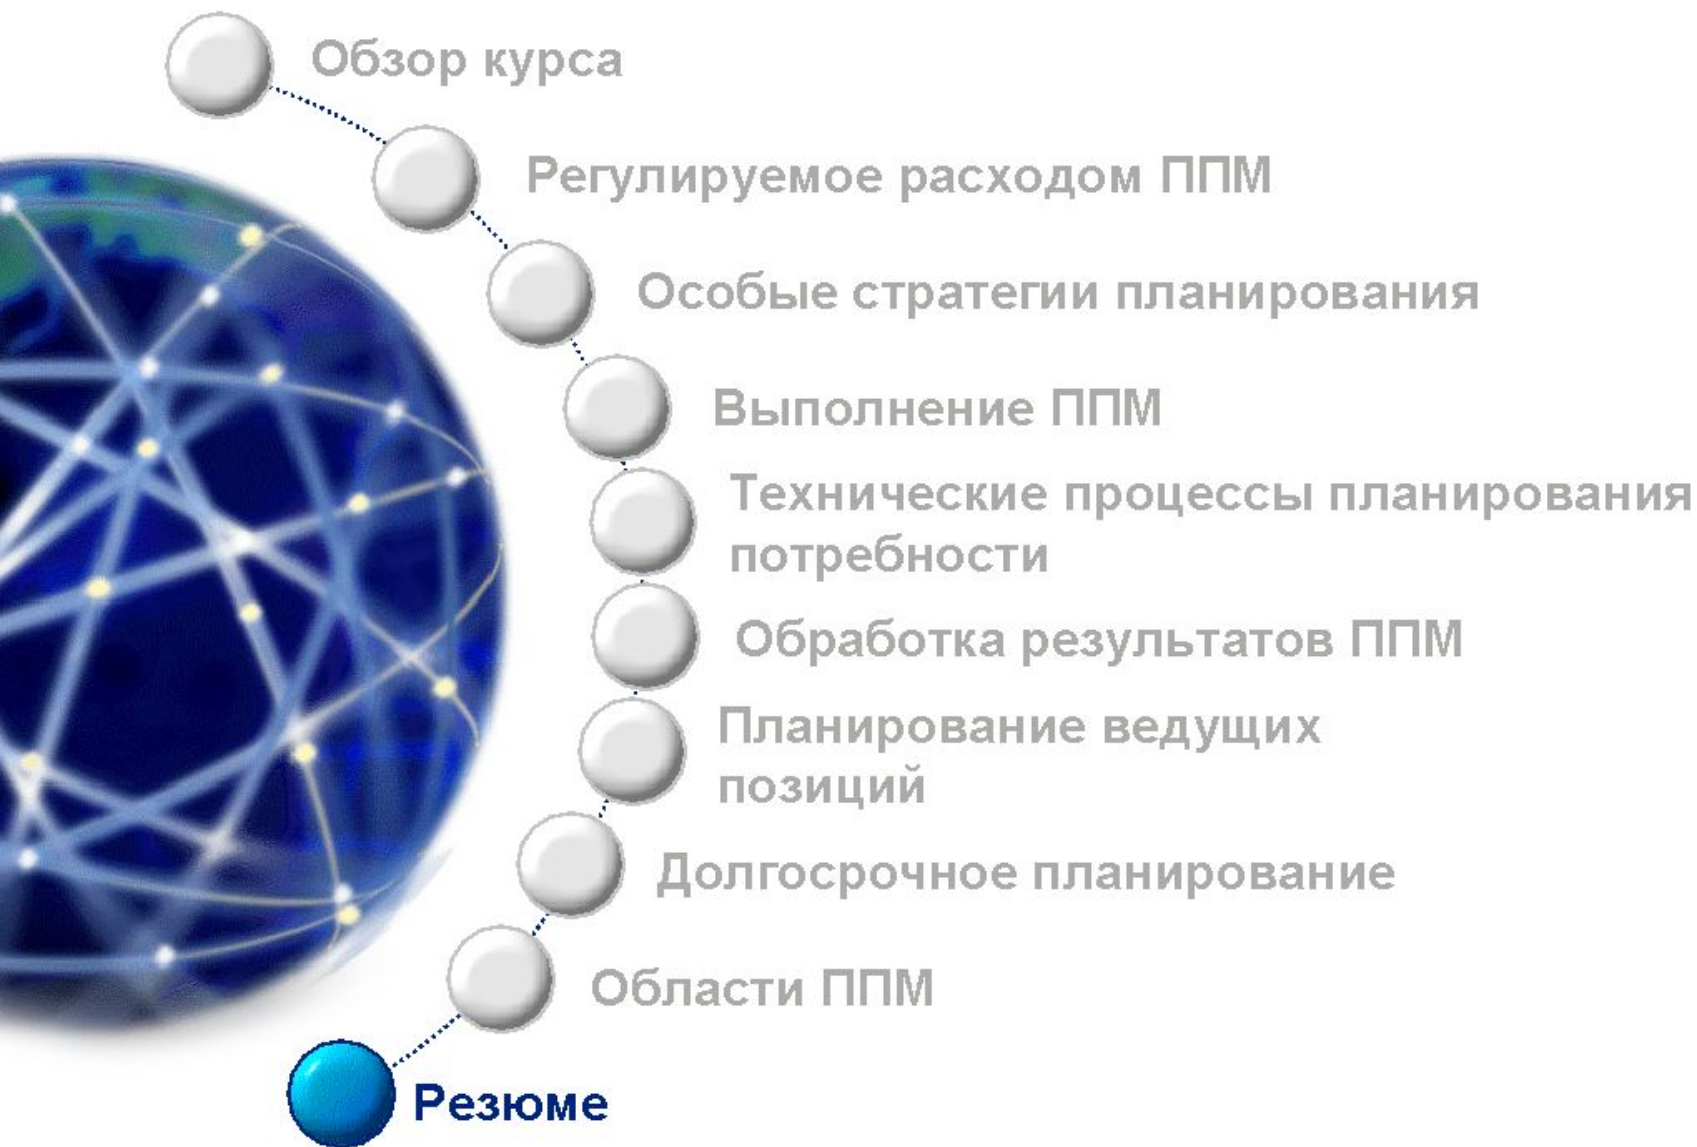 Обзор курса
Регулируемое расходом ППМ
Особые стратегии планирования
Выполнение ППМ
Технические процессы планирования
потребности
Обработка результатов ППМ
Планирование ведущих
позиций
Долгосрочное планирование
Области ППМ
Резюме